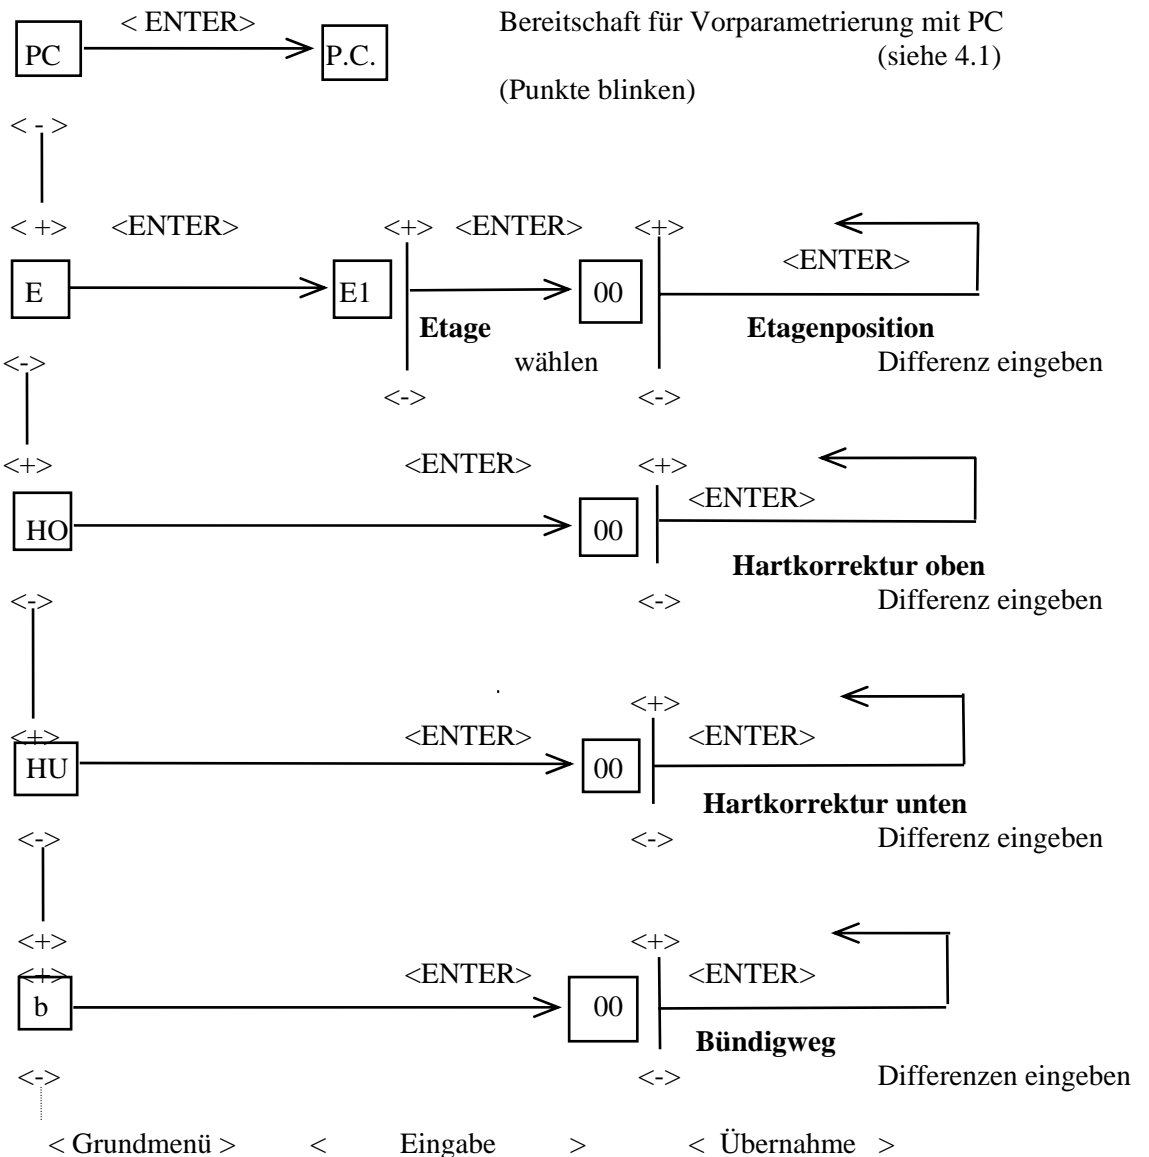 < ENTER> Bereitschaft für Vorparametrierung mit PC
PC P.C. (siehe 4.1)
(Punkte blinken)
< - >
< +> <ENTER> <+> <ENTER> <+>
<ENTER>
E E1 00
Etage Etagenposition
<-> wählen Differenz eingeben
<-> <->
<+> <ENTER> <+>
<ENTER>
HO 00
Hartkorrektur oben
<-> <-> Differenz eingeben
<+>
<+> <ENTER> <ENTER>
HU 00
Hartkorrektur unten
<-> <-> Differenz eingeben
<+> <+>
<+> <ENTER> <ENTER>
b 00
Bündigweg
<-> <-> Differenzen eingeben
< Grundmenü > < Eingabe > < Übernahme >